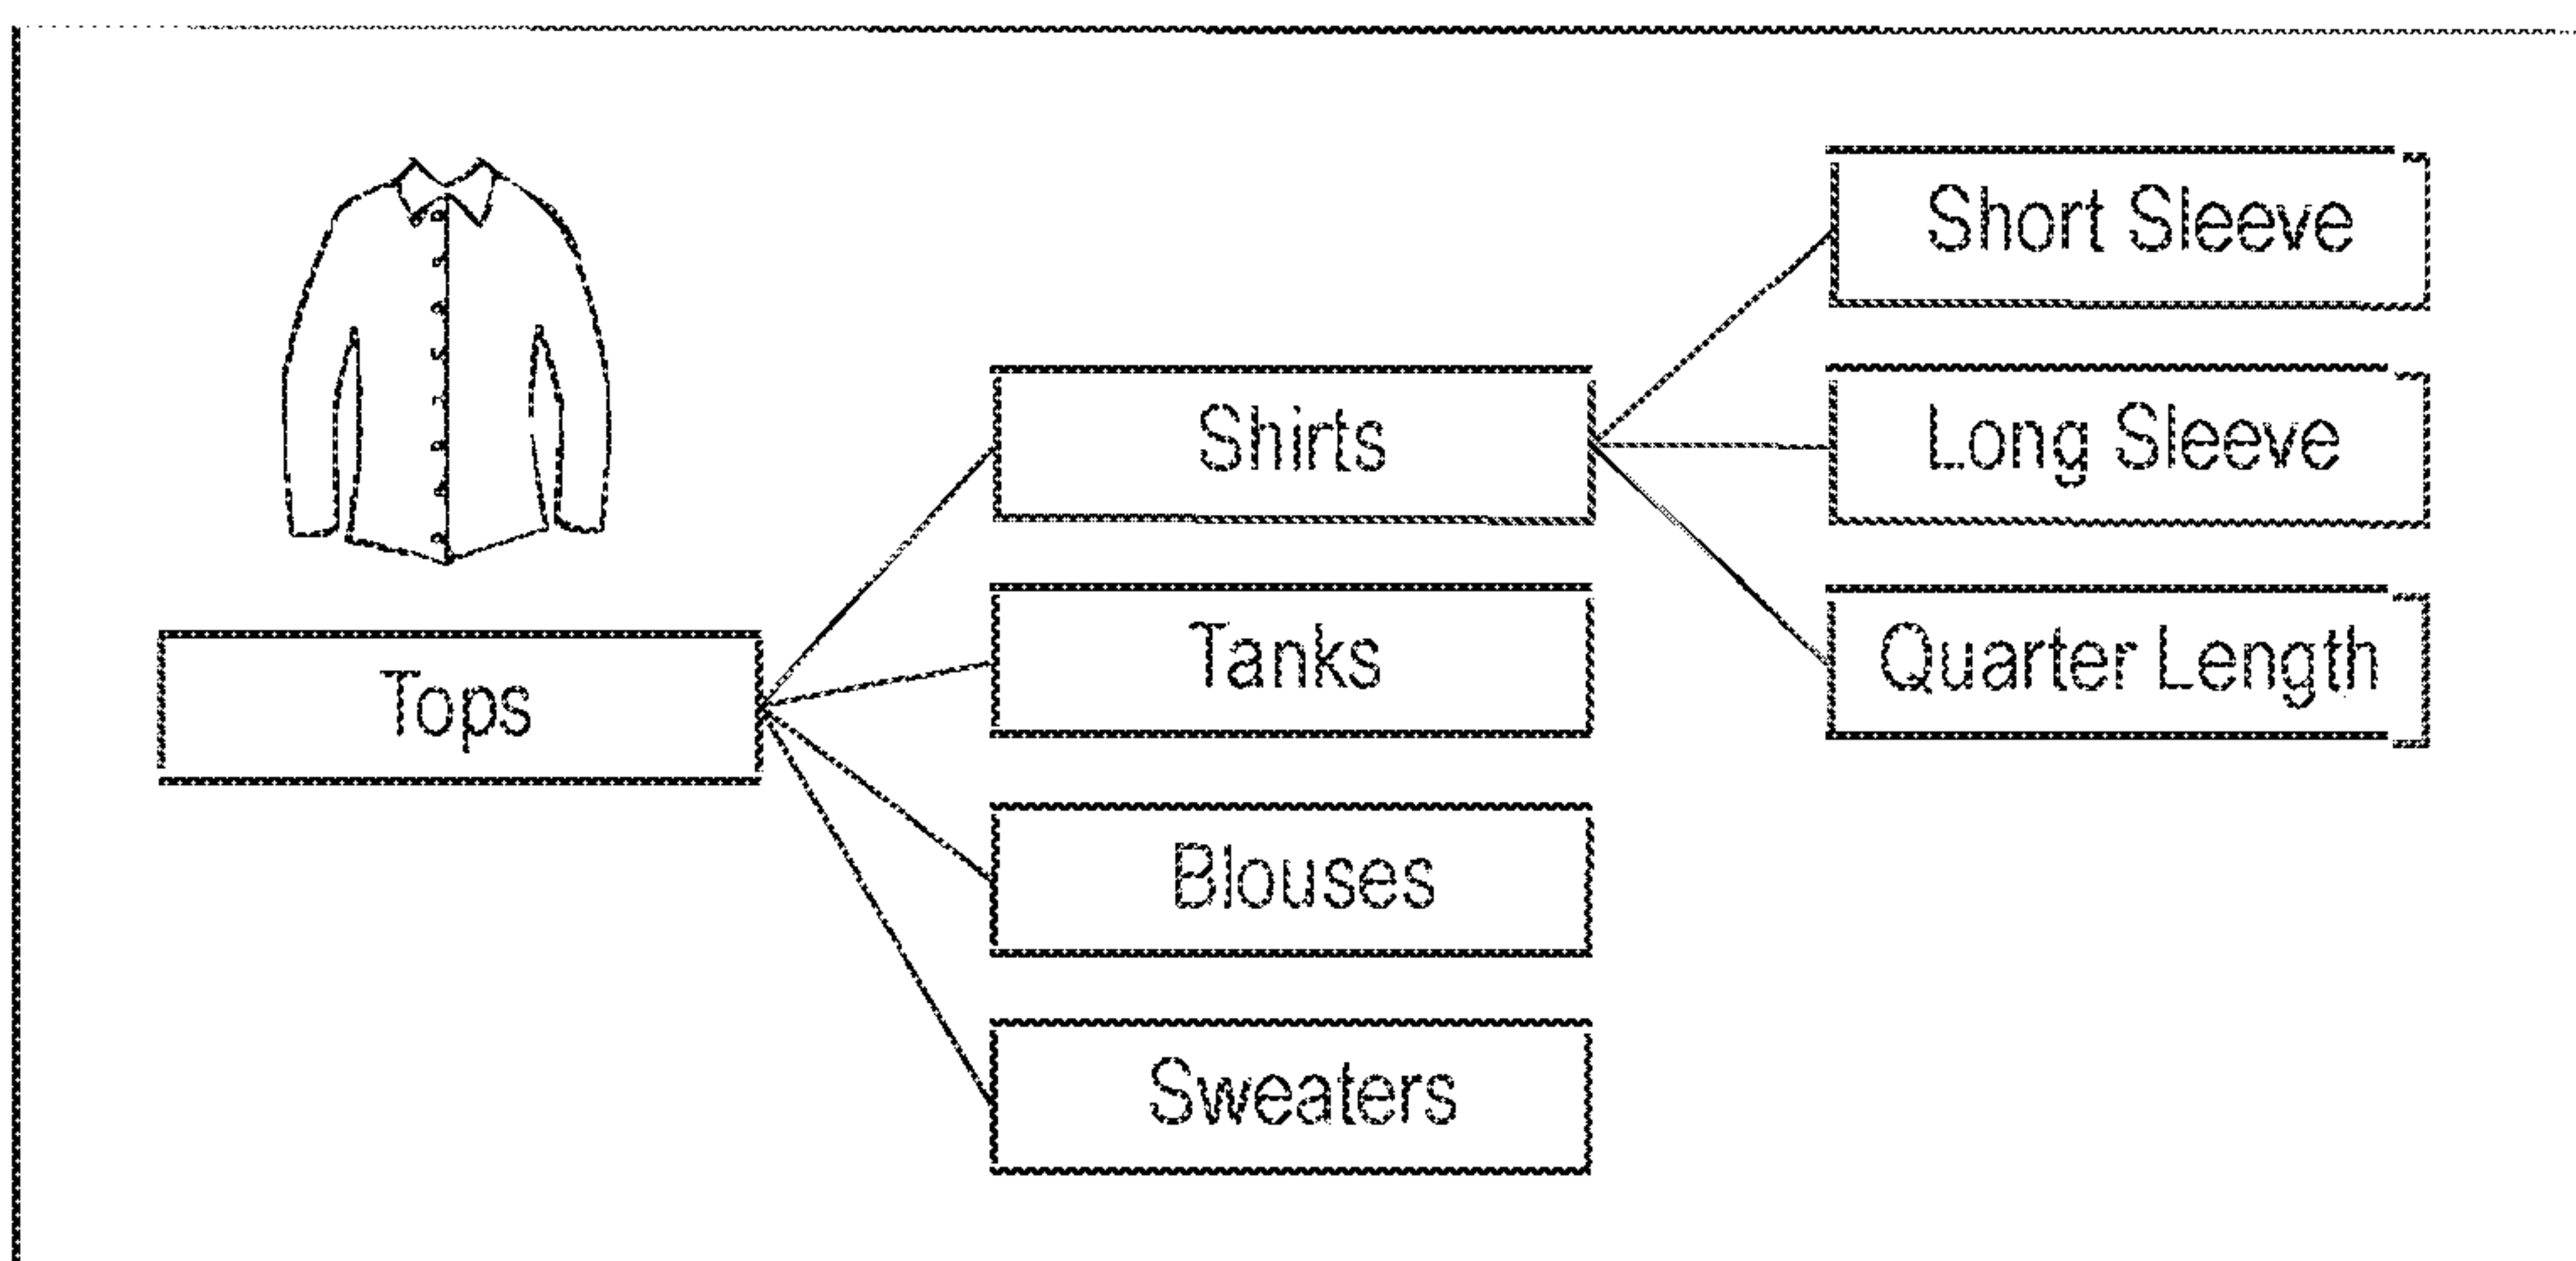 Tops
Shirts
Tanks
Blouses
Sweaters
Short Sleeve
Long Sleeve
Quarter Length